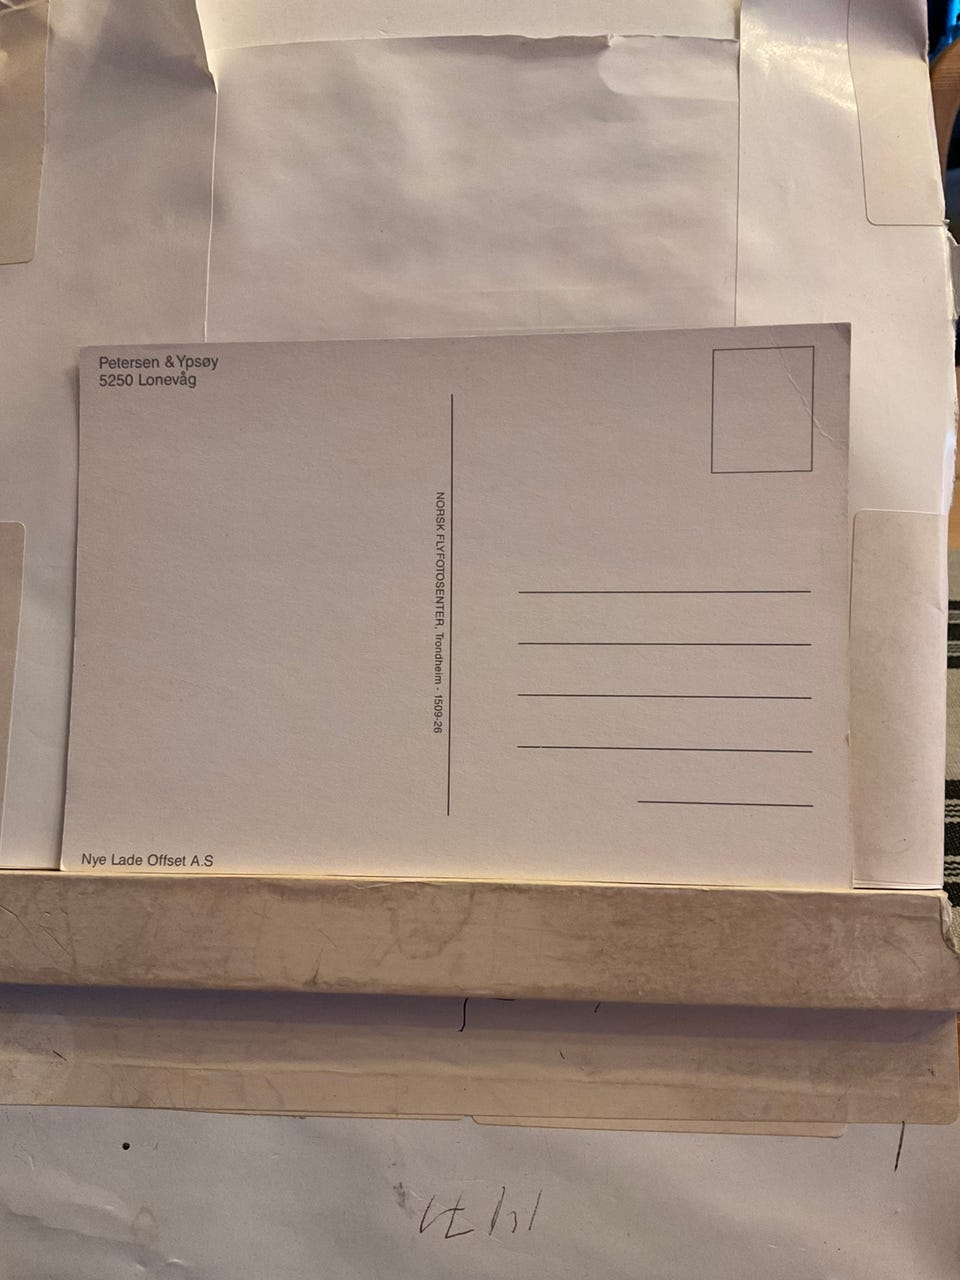 Petersen & Ypsøy
5250 Lonevåg
NORSK FLYFOTOSENTER, Trondheim - 1509-26
Nye Lade Offset A.S